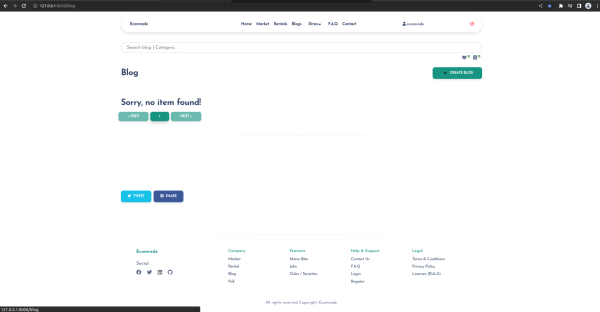 127.0.0.1:8000/blog
Ecomrade
Home Market Rentals Blogs Xtras F.A.Q Contact
ecomrade
Search blog / Category...
0 0
Blog
CREATE BLOG
Sorry, no item found!
‹ PREV 1 NEXT ›
TWEET SHARE
Ecomrade
Social
Company
Market
Rental
Blog
Poll
Features
Motor Bike
Jobs
Clubs / Societies
Help & Support
Contact Us
F.A.Q
Login
Register
Legal
Terms & Conditions
Privacy Policy
Licenses (EULA)
All rights reserved Copyright. Ecomrade
127.0.0.1:8000/blog